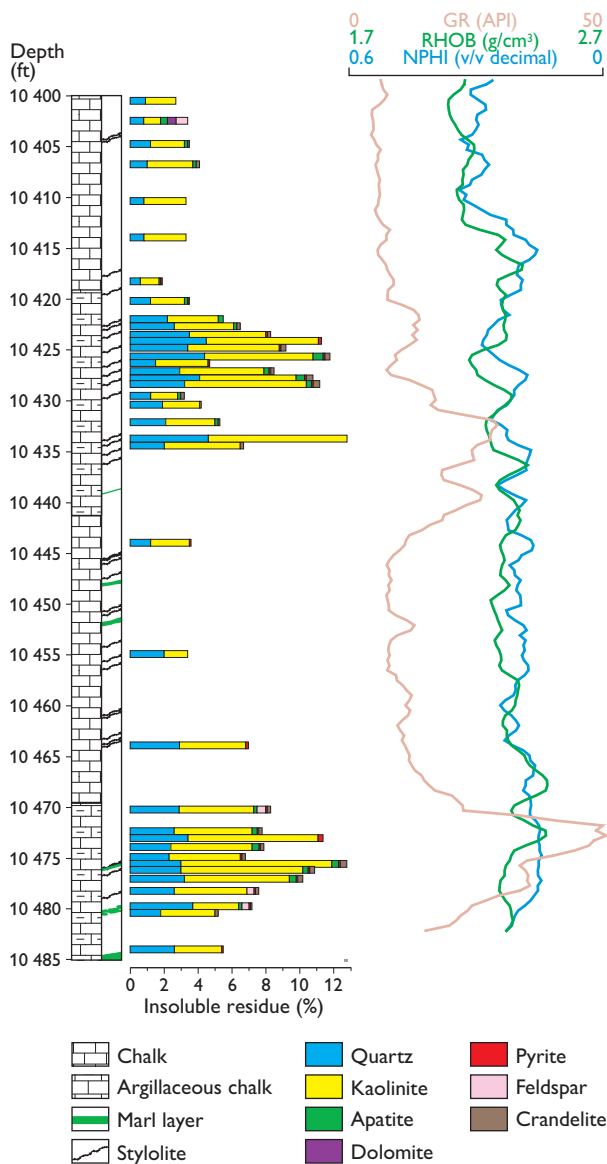 0 GR (API) 50
1.7 RHOB (g/cm³) 2.7
0.6 NPHI (v/v decimal) 0
Depth
(ft)
10 400
10 405
10 410
10 415
10 420
10 425
10 430
10 435
10 440
10 445
10 450
10 455
10 460
10 465
10 470
10 475
10 480
10 485
0 2 4 6 8 10 12
Insoluble residue (%)
Chalk
Argillaceous chalk
Marl layer
Stylolite
Quartz
Kaolinite
Apatite
Dolomite
Pyrite
Feldspar
Crandelite